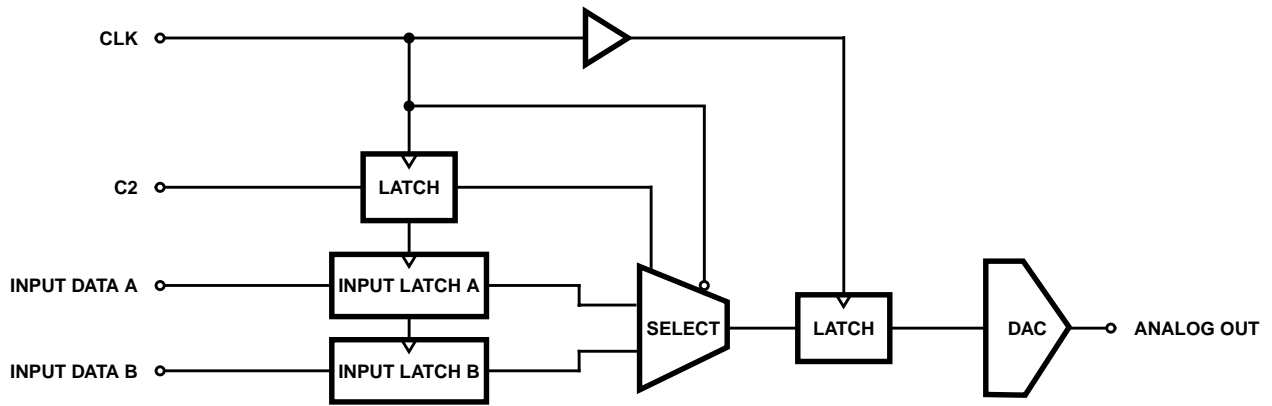 CLK
C2
LATCH
INPUT DATA A
INPUT LATCH A
INPUT DATA B
INPUT LATCH B
SELECT
LATCH
DAC
ANALOG OUT